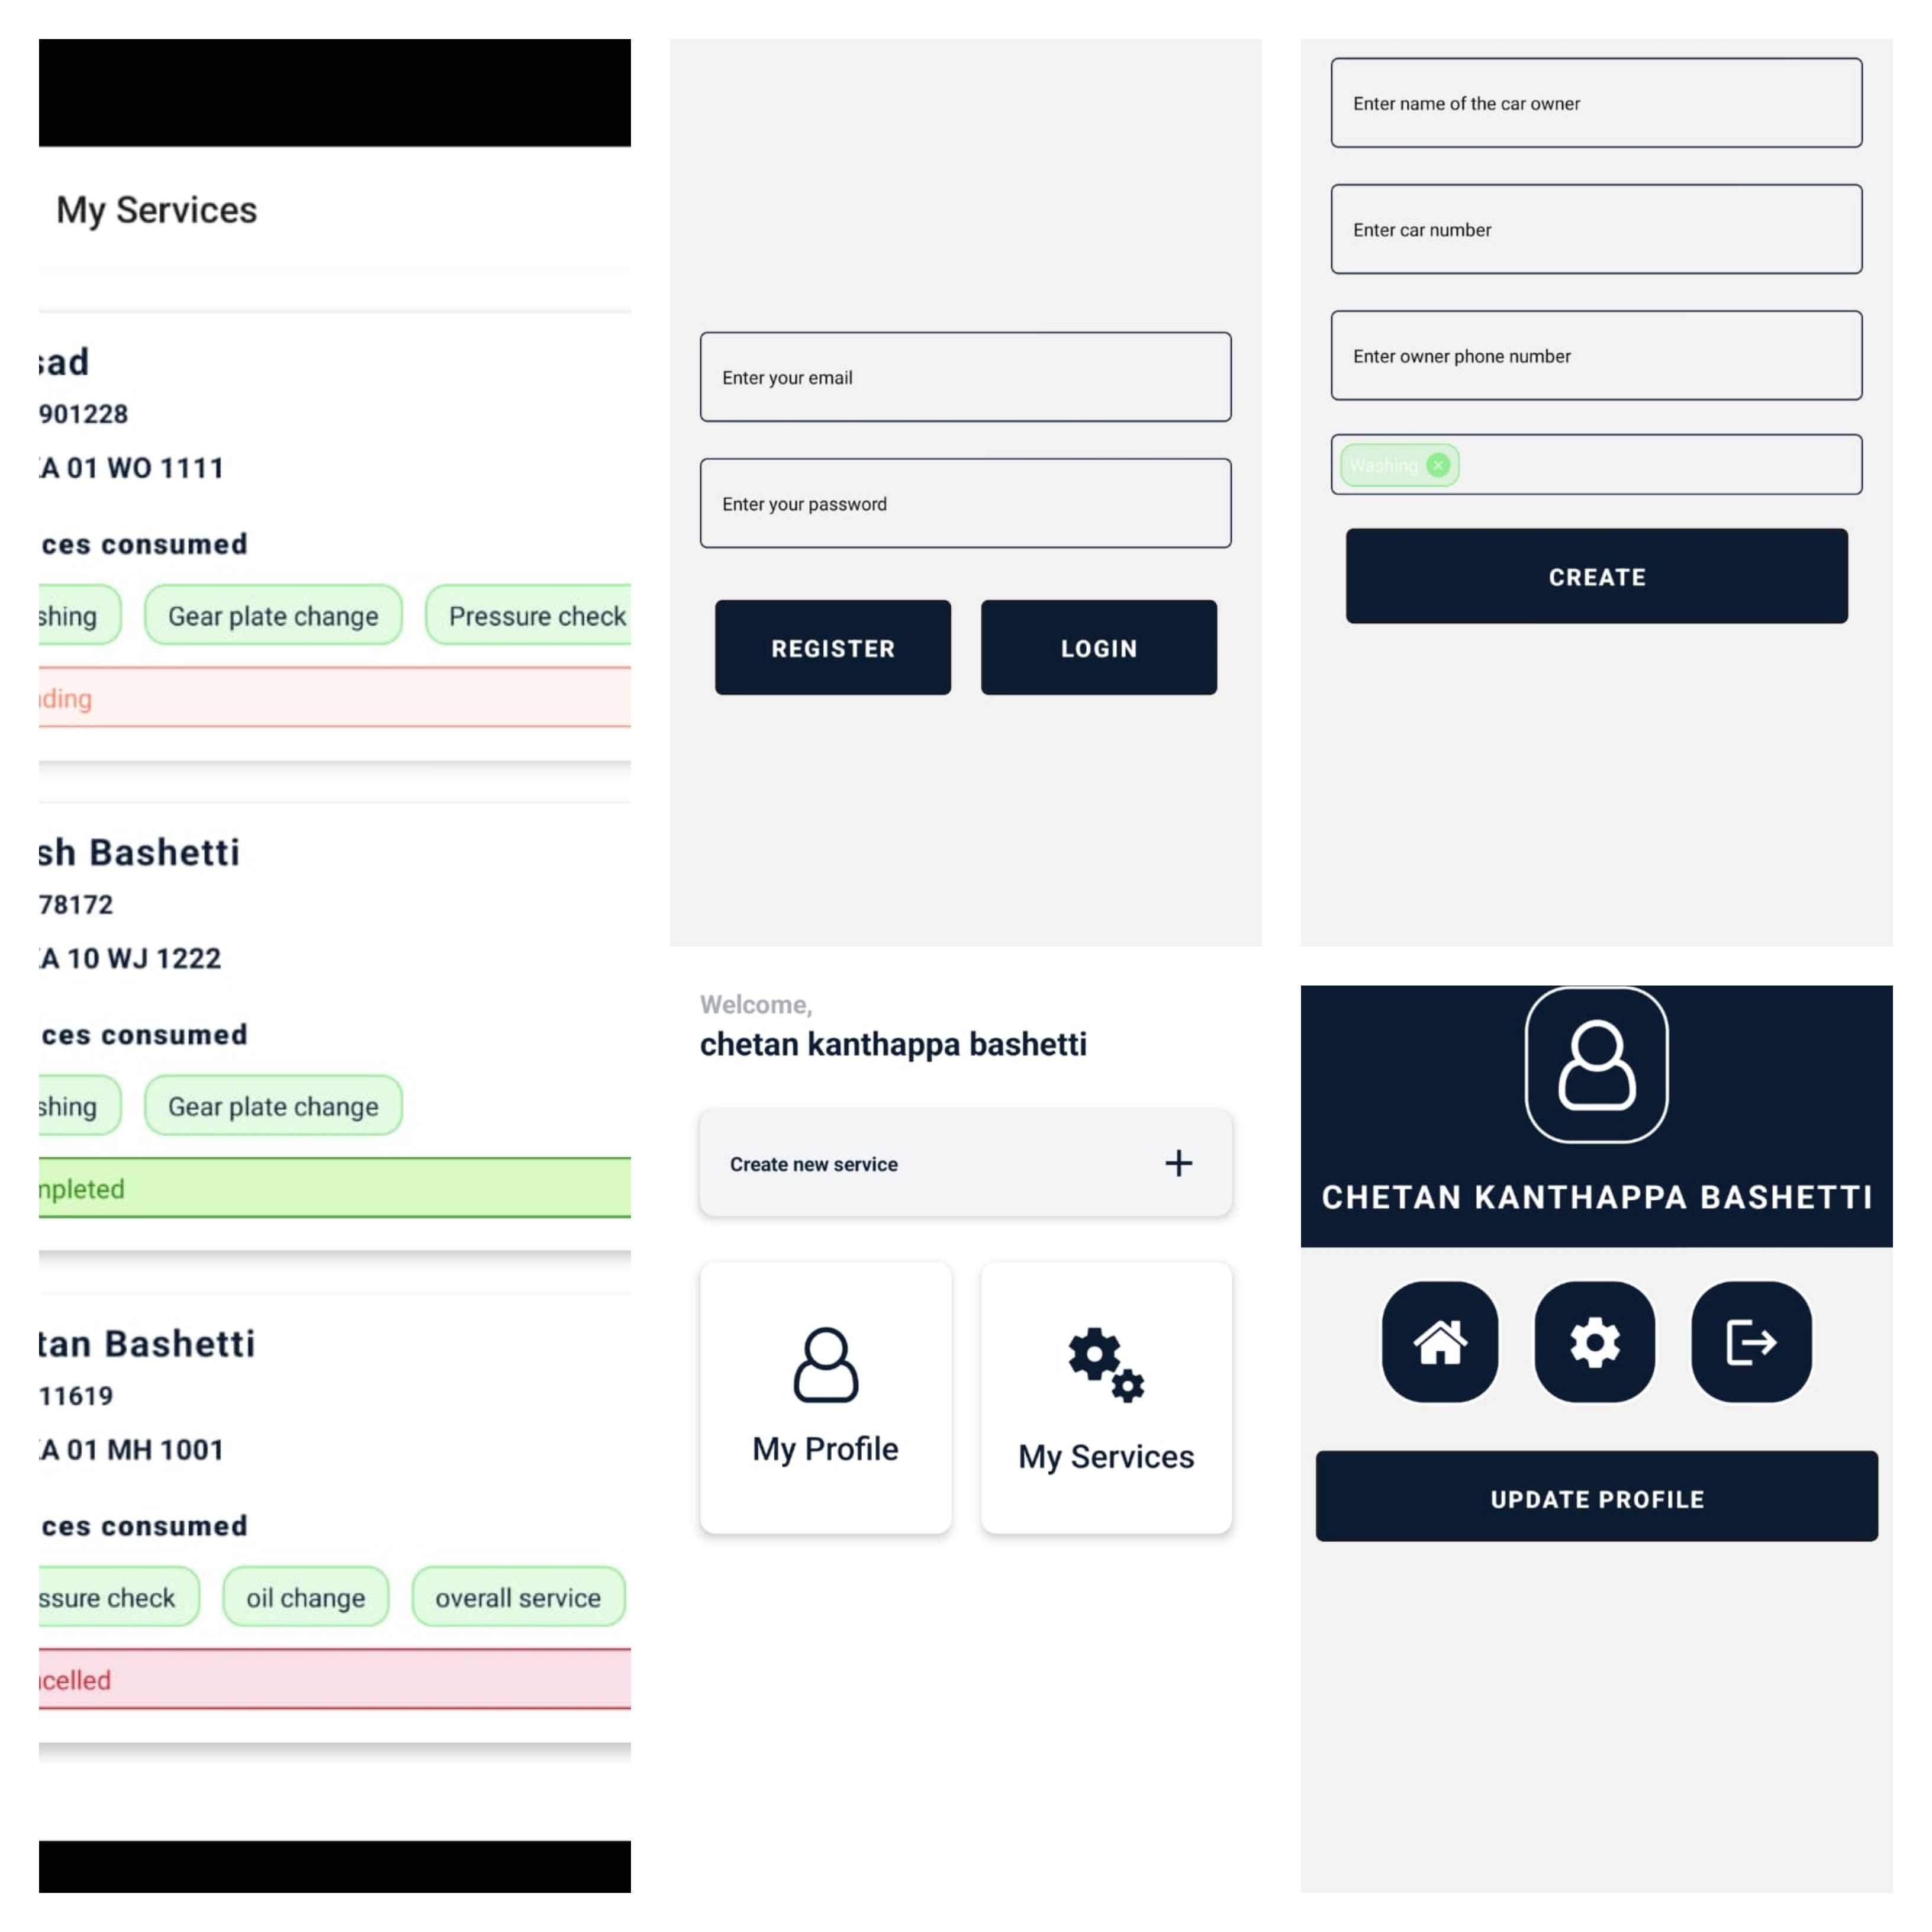 My Services
sad
901228
A 01 WO 1111
ces consumed
shing Gear plate change Pressure check
ding
sh Bashetti
78172
A 10 WJ 1222
ces consumed
shing Gear plate change
mpleted
tan Bashetti
11619
A 01 MH 1001
ces consumed
ssure check oil change overall service
celled
Enter your email
Enter your password
REGISTER LOGIN
Enter name of the car owner
Enter car number
Enter owner phone number
Washing
CREATE
Welcome,
chetan kanthappa bashetti
Create new service
My Profile My Services
CHETAN KANTHAPPA BASHETTI
UPDATE PROFILE